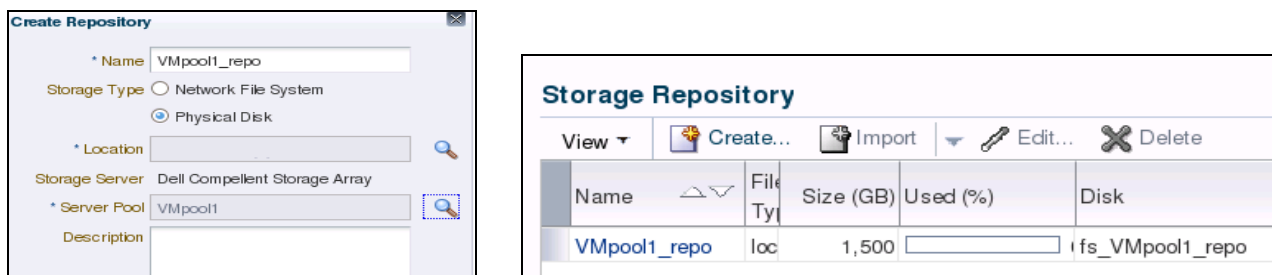 Create Repository
* Name VMpool1_repo
Storage Type Network File System
Physical Disk
* Location
Storage Server Dell Compellent Storage Array
* Server Pool VMpool1
Description
Storage Repository
View Create... Import Edit... Delete
Name File Size (GB) Used (%) Disk
Ty
VMpool1_repo loc 1,500 fs_VMpool1_repo